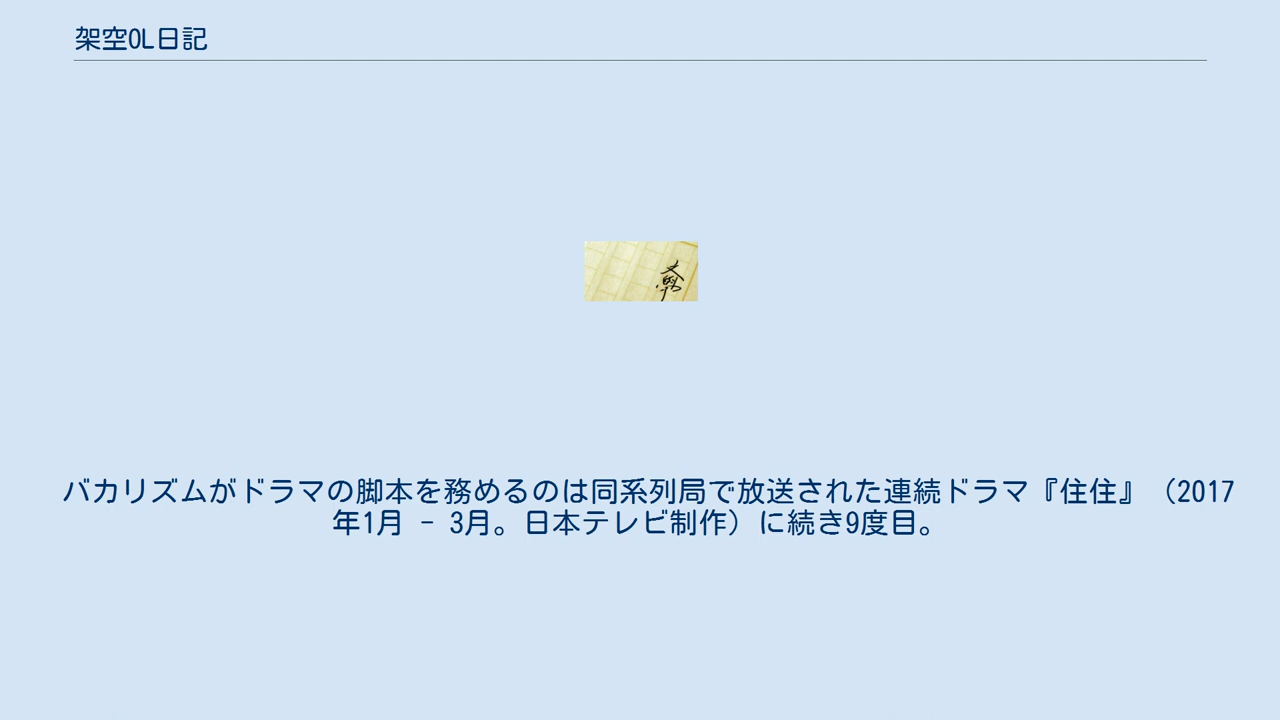 架空OL日記
バカリズムがドラマの脚本を務めるのは同系列局で放送された連続ドラマ『住住』（2017
年1月 - 3月。日本テレビ制作）に続き9度目。